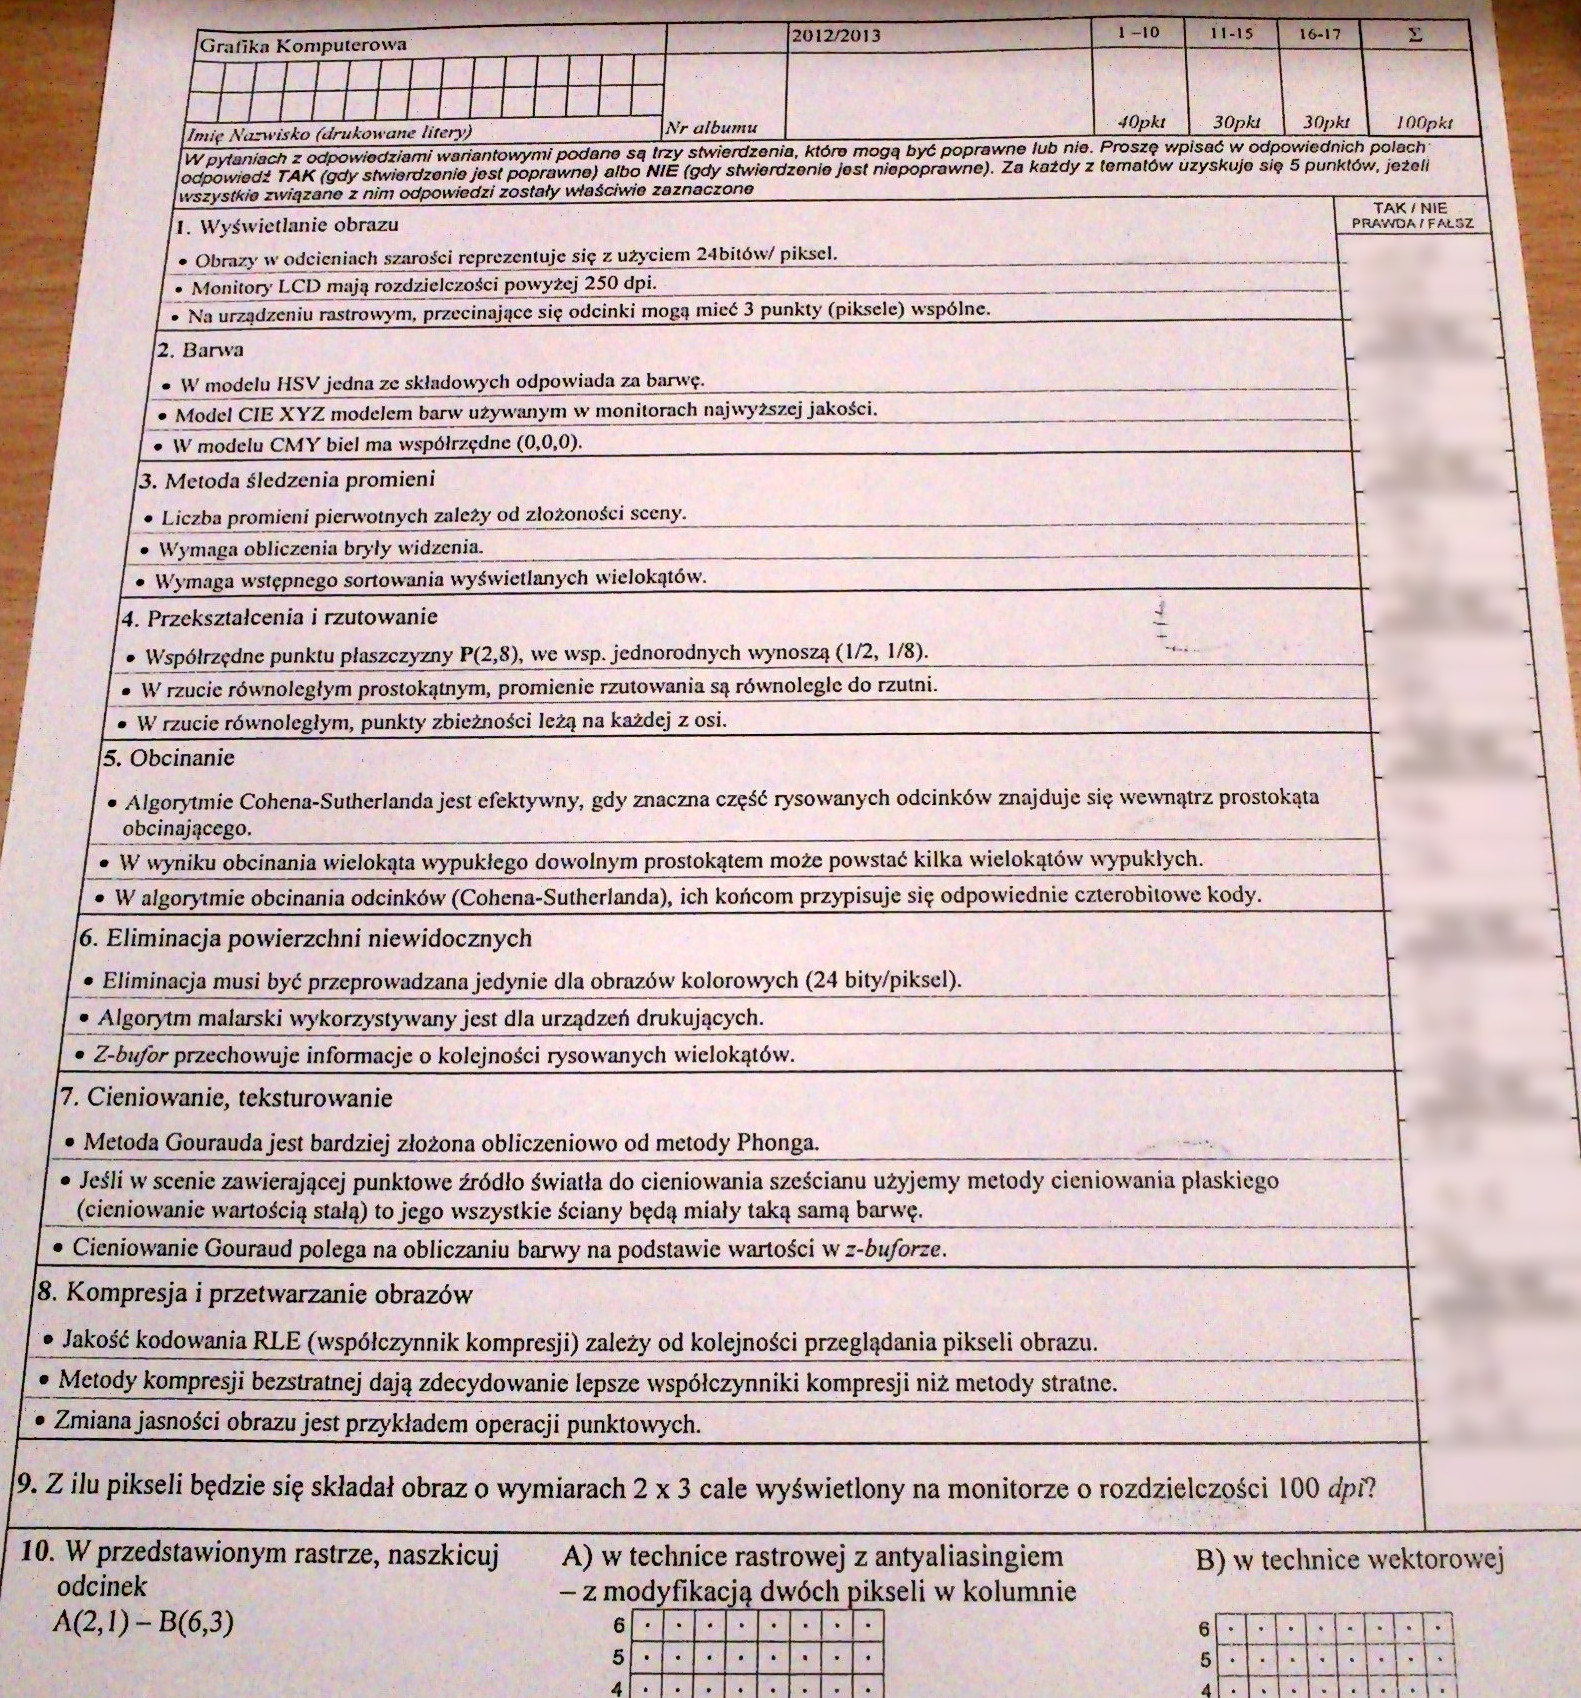 Grafika Komputerowa 2012/2013 1-10 11-15 16-17 Σ
Imię Nazwisko (drukowane litery) Nr albumu 40pkt 30pkt 30pkt 100pkt
W pytaniach z odpowiedziami wariantowymi podane są trzy stwierdzenia, które mogą być poprawne lub nie. Proszę wpisać w odpowiednich polach
odpowiedź TAK (gdy stwierdzenie jest poprawne) albo NIE (gdy stwierdzenie jest niepoprawne). Za każdy z tematów uzyskuje się 5 punktów, jeżeli
wszystkie związane z nim odpowiedzi zostały właściwie zaznaczone
TAK / NIE
PRAWDA / FAŁSZ
1. Wyświetlanie obrazu
• Obrazy w odcieniach szarości reprezentuje się z użyciem 24bitów/ piksel.
• Monitory LCD mają rozdzielczości powyżej 250 dpi.
• Na urządzeniu rastrowym, przecinające się odcinki mogą mieć 3 punkty (piksele) wspólne.
2. Barwa
• W modelu HSV jedna ze składowych odpowiada za barwę.
• Model CIE XYZ modelem barw używanym w monitorach najwyższej jakości.
• W modelu CMY biel ma współrzędne (0,0,0).
3. Metoda śledzenia promieni
• Liczba promieni pierwotnych zależy od złożoności sceny.
• Wymaga obliczenia bryły widzenia.
• Wymaga wstępnego sortowania wyświetlanych wielokątów.
4. Przekształcenia i rzutowanie
• Współrzędne punktu płaszczyzny P(2,8), we wsp. jednorodnych wynoszą (1/2, 1/8).
• W rzucie równoległym prostokątnym, promienie rzutowania są równoległe do rzutni.
• W rzucie równoległym, punkty zbieżności leżą na każdej z osi.
5. Obcinanie
• Algorytmie Cohena-Sutherlanda jest efektywny, gdy znaczna część rysowanych odcinków znajduje się wewnątrz prostokąta
obcinającego.
• W wyniku obcinania wielokąta wypukłego dowolnym prostokątem może powstać kilka wielokątów wypukłych.
• W algorytmie obcinania odcinków (Cohena-Sutherlanda), ich końcom przypisuje się odpowiednie czterobitowe kody.
6. Eliminacja powierzchni niewidocznych
• Eliminacja musi być przeprowadzana jedynie dla obrazów kolorowych (24 bity/piksel).
• Algorytm malarski wykorzystywany jest dla urządzeń drukujących.
• Z-bufor przechowuje informacje o kolejności rysowanych wielokątów.
7. Cieniowanie, teksturowanie
• Metoda Gourauda jest bardziej złożona obliczeniowo od metody Phonga.
• Jeśli w scenie zawierającej punktowe źródło światła do cieniowania sześcianu użyjemy metody cieniowania płaskiego
(cieniowanie wartością stałą) to jego wszystkie ściany będą miały taką samą barwę.
• Cieniowanie Gouraud polega na obliczaniu barwy na podstawie wartości w z-buforze.
8. Kompresja i przetwarzanie obrazów
• Jakość kodowania RLE (współczynnik kompresji) zależy od kolejności przeglądania pikseli obrazu.
• Metody kompresji bezstratnej dają zdecydowanie lepsze współczynniki kompresji niż metody stratne.
• Zmiana jasności obrazu jest przykładem operacji punktowych.
9. Z ilu pikseli będzie się składał obraz o wymiarach 2 x 3 cale wyświetlony na monitorze o rozdzielczości 100 dpi?
10. W przedstawionym rastrze, naszkicuj A) w technice rastrowej z antyaliasingiem B) w technice wektorowej
odcinek – z modyfikacją dwóch pikseli w kolumnie
A(2,1) – B(6,3)
6 6
5 5
4 4